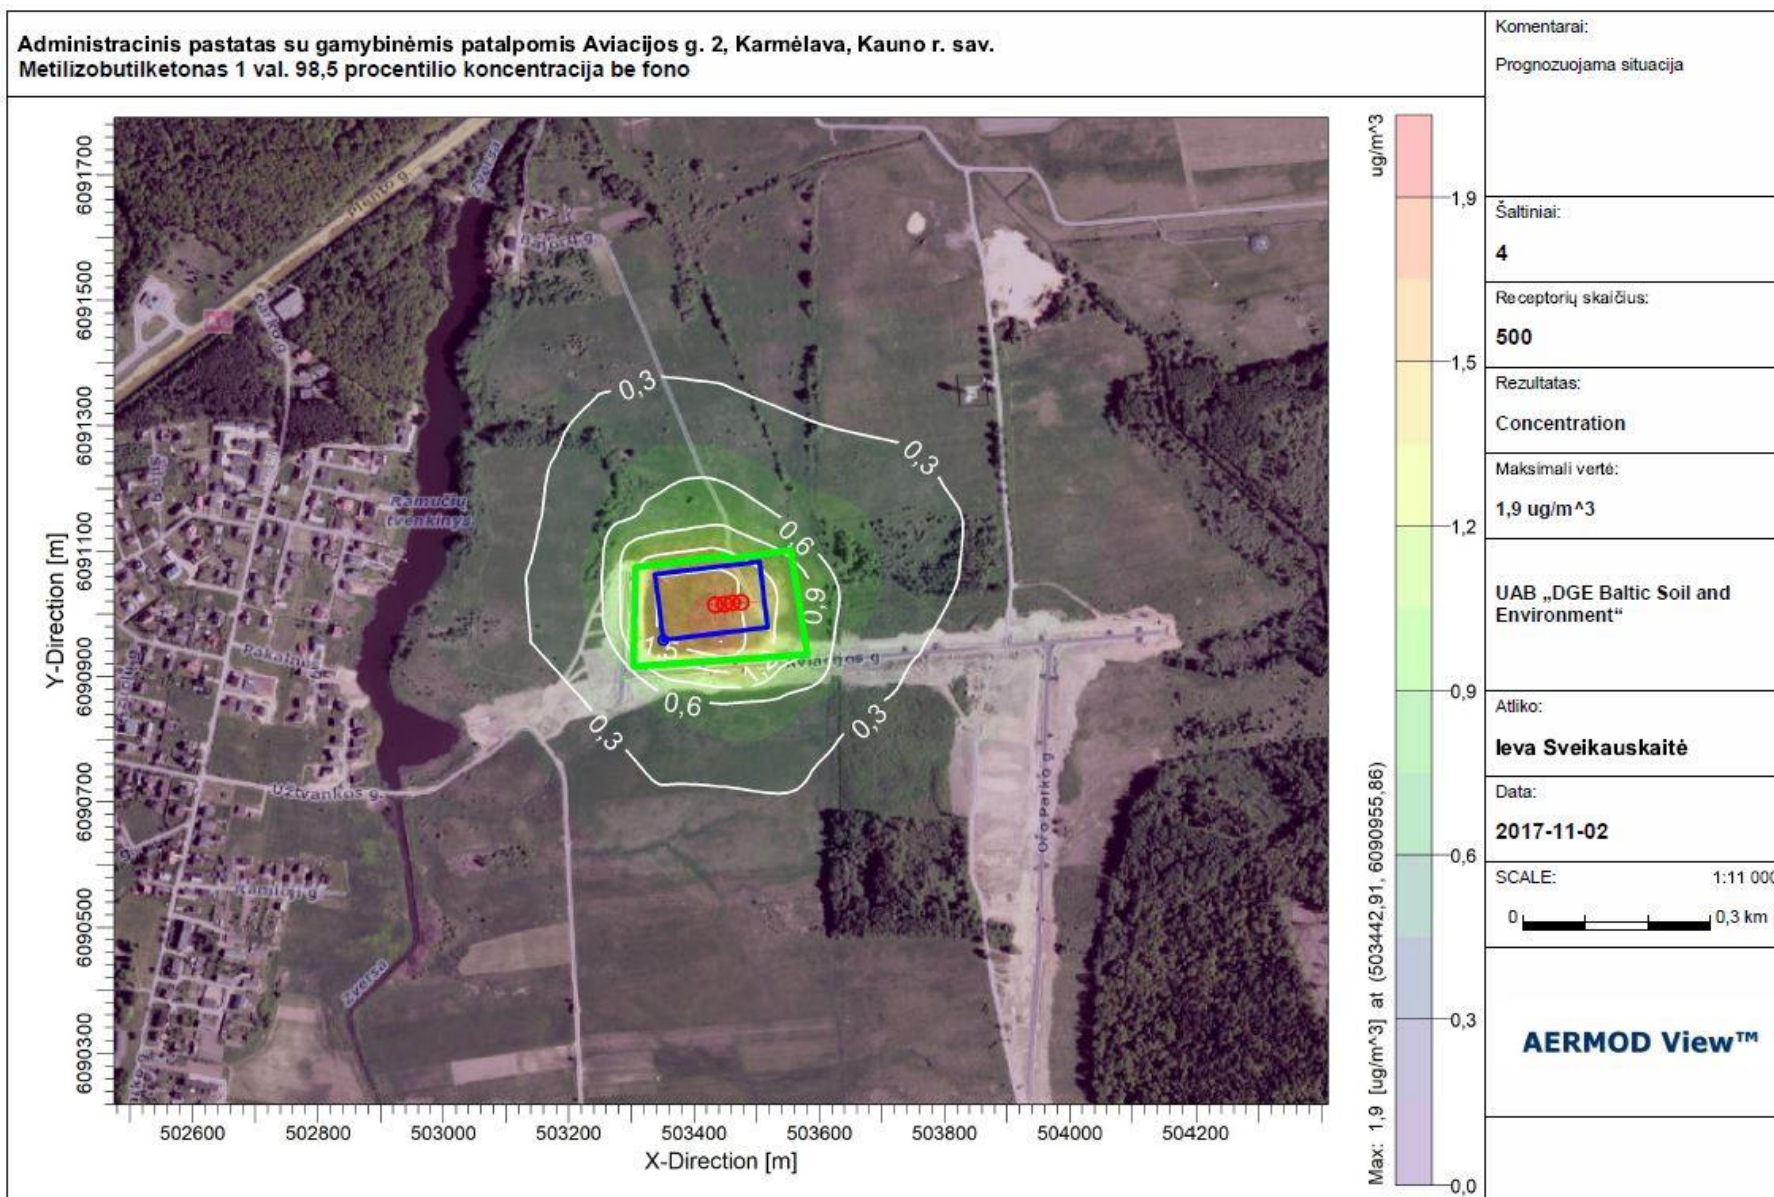 Administracinis pastatas su gamybinėmis patalpomis Aviacijos g. 2, Karmėlava, Kauno r. sav.
Metilizobutilketonas 1 val. 98,5 procentilio koncentracija be fono
Komentarai:
Prognozuojama situacija
Šaltiniai:
4
Receptorių skaičius:
500
Rezultatas:
Concentration
Maksimali vertė:
1,9 ug/m^3
UAB „DGE Baltic Soil and
Environment“
Atliko:
Ieva Sveikauskaitė
Data:
2017-11-02
SCALE:
1:11 000
0
0,3 km
AERMOD View™
ug/m^3
1,9
1,5
1,2
0,9
0,6
0,3
0,0
Max: 1,9 [ug/m^3] at (503442,91, 6090955,86)
Y-Direction [m]
6091700
6091500
6091300
6091100
6090900
6090700
6090500
6090300
X-Direction [m]
502600
502800
503000
503200
503400
503600
503800
504000
504200
Plento g.
Parko g.
Ramučių
tvenkinys
Pakalnės g.
Užtvankos g.
Aviacijos g
Oro Parko g
0,3
0,3
0,6
0,9
1,5
0,6
0,3
0,3